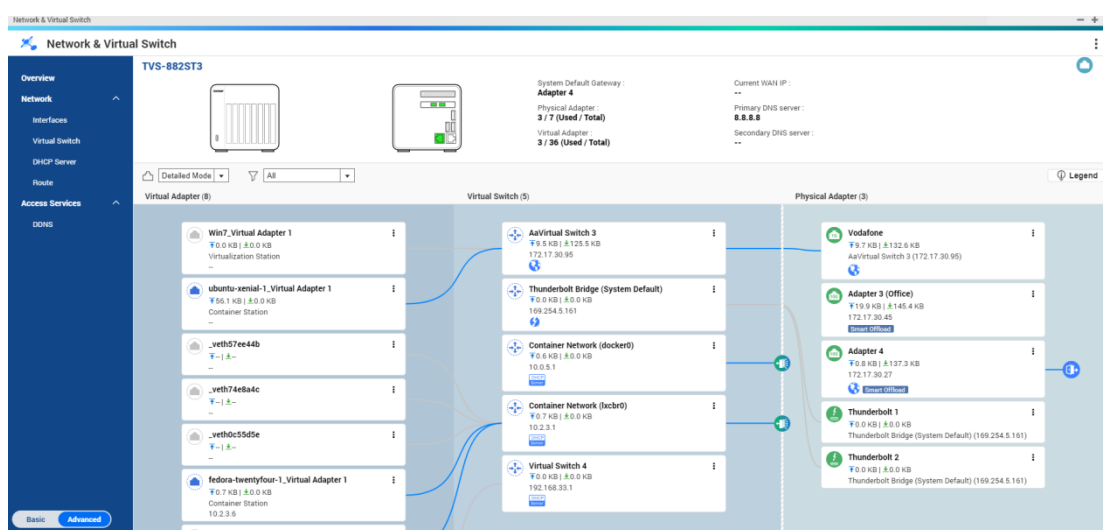 Network & Virtual Switch
Network & Virtual Switch
Overview
Network
Interfaces
Virtual Switch
DHCP Server
Route
Access Services
DDNS
Basic
Advanced
TVS-882ST3
System Default Gateway :
Adapter 4
Physical Adapter :
3 / 7 (Used / Total)
Virtual Adapter :
3 / 36 (Used / Total)
Current WAN IP :
--
Primary DNS server :
8.8.8.8
Secondary DNS server :
--
Detailed Mode
All
Legend
Virtual Adapter (8)
Win7_Virtual Adapter 1
0.0 KB | 0.0 KB
Virtualization Station
--
ubuntu-xenial-1_Virtual Adapter 1
56.1 KB | 0.0 KB
Container Station
--
_veth57ee44b
-- | --
--
_veth74e8a4c
-- | --
--
_veth0c55d5e
-- | --
--
fedora-twentyfour-1_Virtual Adapter 1
0.7 KB | 0.0 KB
Container Station
10.2.3.6
Virtual Switch (5)
AaVirtual Switch 3
9.5 KB | 125.5 KB
172.17.30.95
Thunderbolt Bridge (System Default)
0.0 KB | 0.0 KB
169.254.5.161
Container Network (docker0)
0.6 KB | 0.0 KB
10.0.5.1
Container Network (lxcbr0)
0.7 KB | 0.0 KB
10.2.3.1
Virtual Switch 4
0.0 KB | 0.0 KB
192.168.33.1
Physical Adapter (3)
Vodafone
9.7 KB | 132.6 KB
AaVirtual Switch 3 (172.17.30.95)
Adapter 3 (Office)
19.9 KB | 145.4 KB
172.17.30.45
Smart Offload
Adapter 4
0.8 KB | 137.3 KB
172.17.30.27
Smart Offload
Thunderbolt 1
0.0 KB | 0.0 KB
Thunderbolt Bridge (System Default) (169.254.5.161)
Thunderbolt 2
0.0 KB | 0.0 KB
Thunderbolt Bridge (System Default) (169.254.5.161)